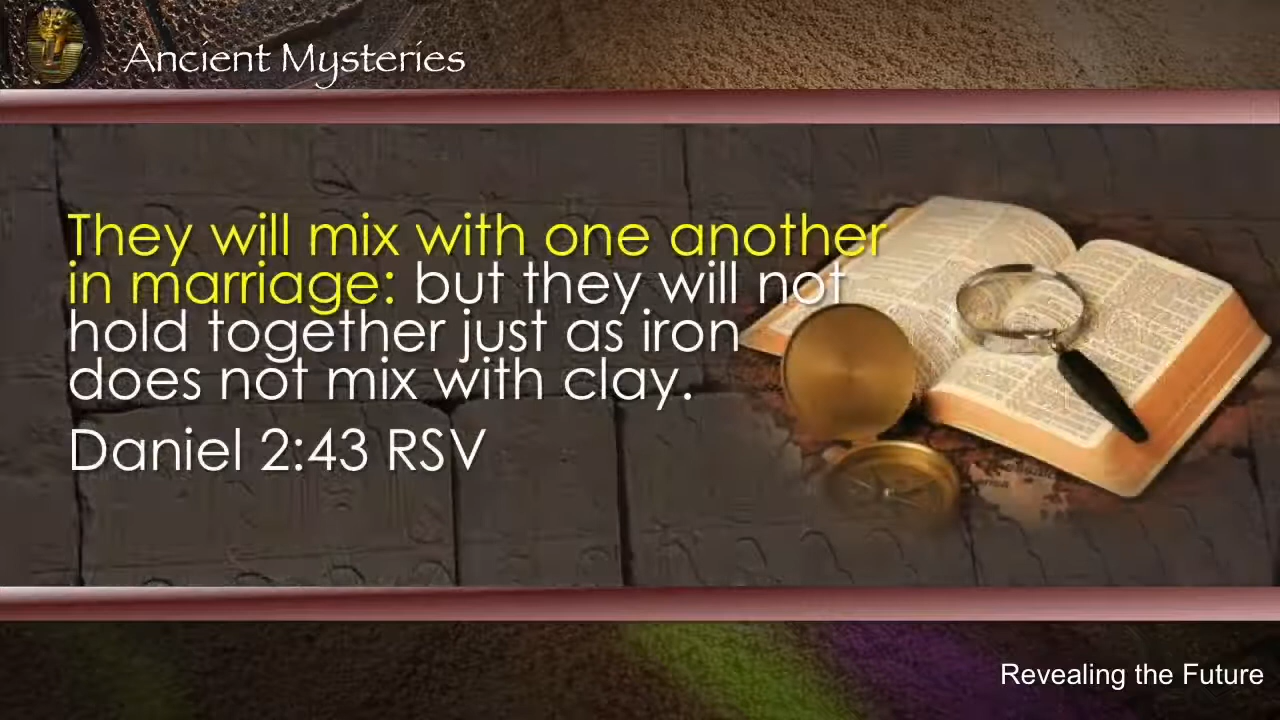 Ancient Mysteries
They will mix with one another
in marriage: but they will not
hold together just as iron
does not mix with clay.
Daniel 2:43 RSV
Revealing the Future